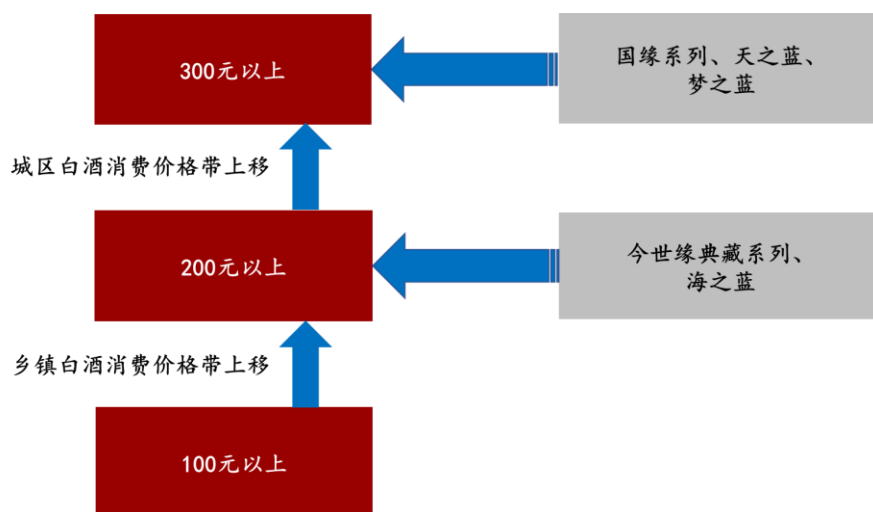 300元以上
国缘系列、天之蓝、
梦之蓝
城区白酒消费价格带上移
200元以上
今世缘典藏系列、
海之蓝
乡镇白酒消费价格带上移
100元以上